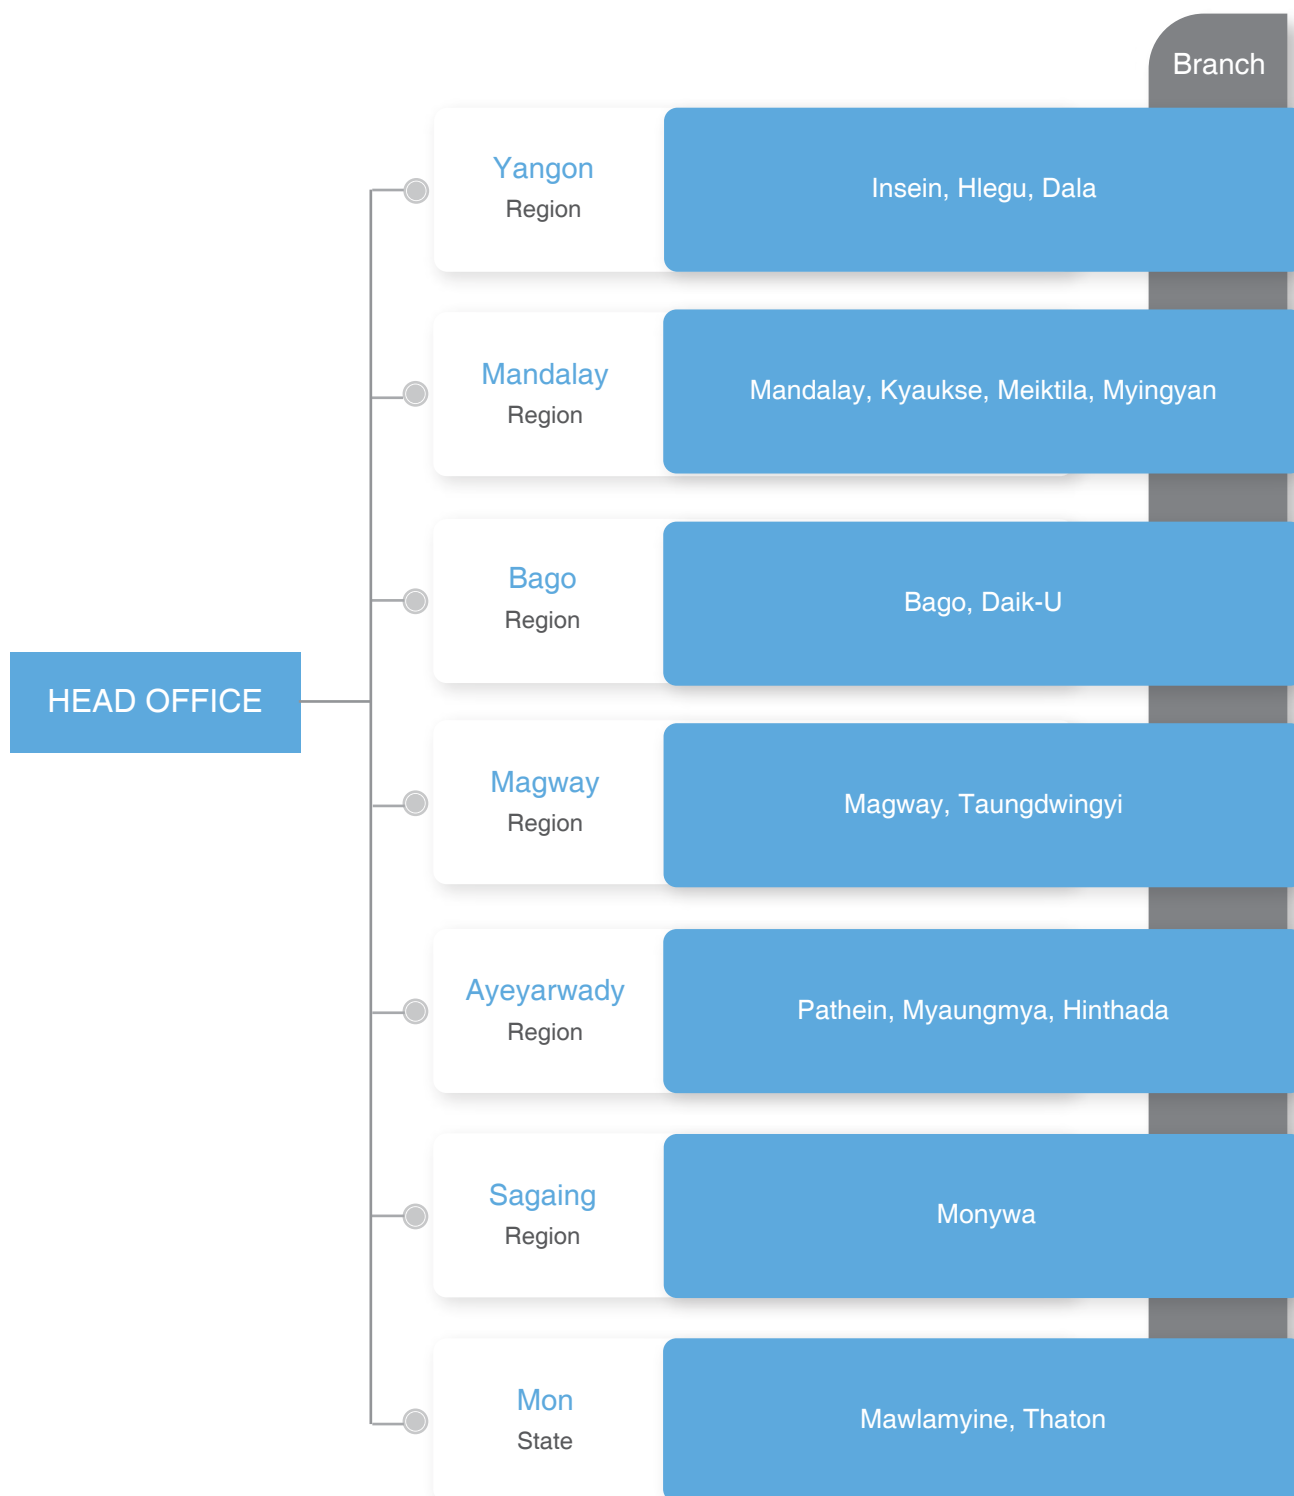 Branch
Yangon
Region
Insein, Hlegu, Dala
Mandalay
Region
Mandalay, Kyaukse, Meiktila, Myingyan
Bago
Region
Bago, Daik-U
HEAD OFFICE
Magway
Region
Magway, Taungdwingyi
Ayeyarwady
Region
Pathein, Myaungmya, Hinthada
Sagaing
Region
Monywa
Mon
State
Mawlamyine, Thaton